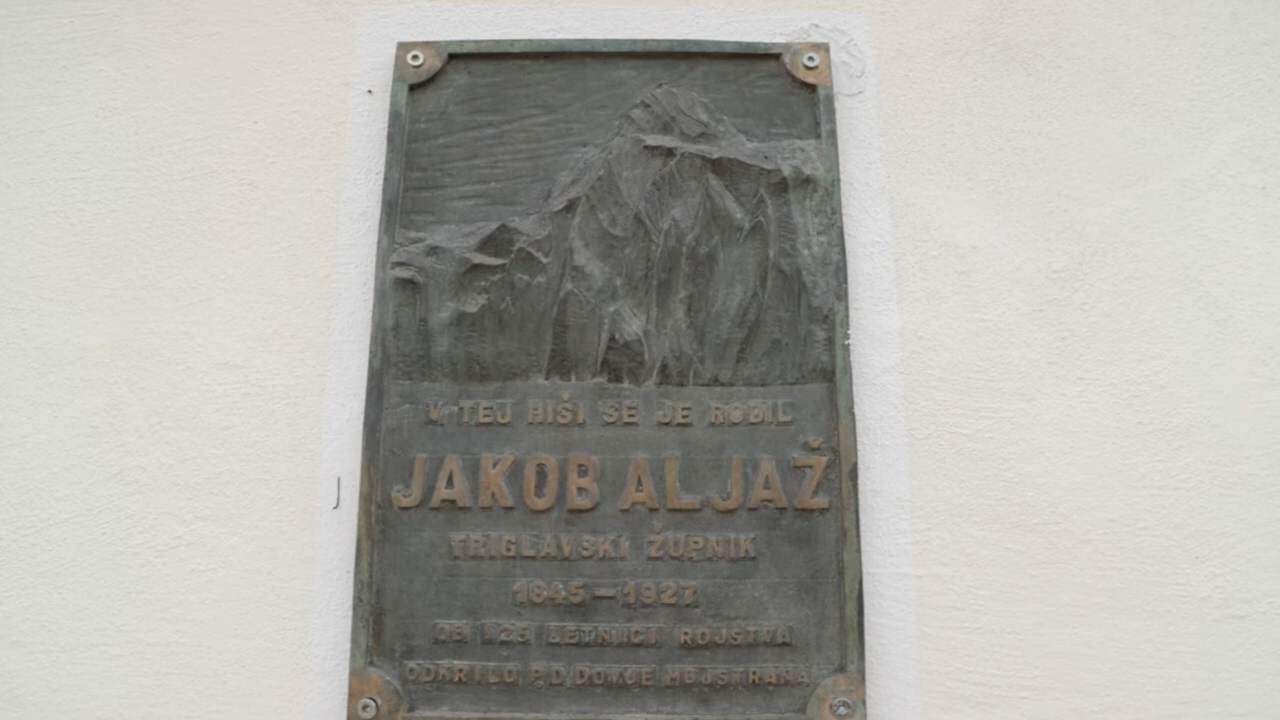 V TEJ HIŠI SE JE RODIL
JAKOB ALJAŽ
TRIGLAVSKI ŽUPNIK
1845 – 1927
OB 125 LETNICI ROJSTVA
ODKRILO P.D. DOVJE MOJSTRANA